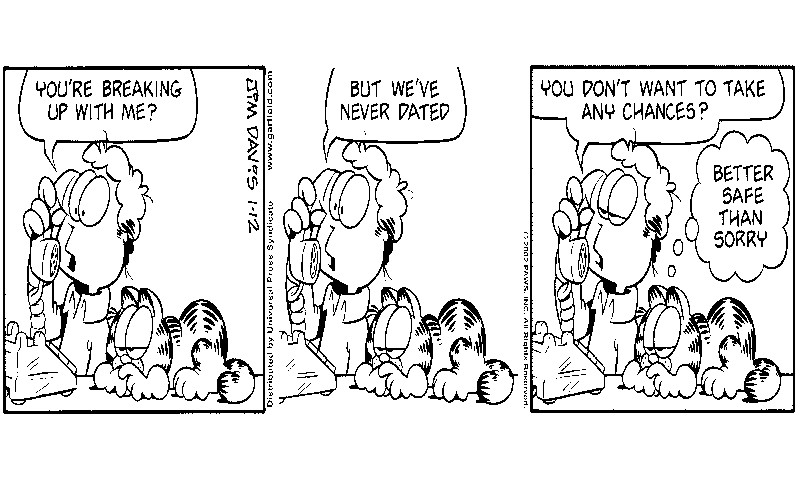 YOU'RE BREAKING
UP WITH ME?
JIM DAVIS 1-12
www.garfield.com
Distributed by Universal Press Syndicate
BUT WE'VE
NEVER DATED
© 2002 PAWS, INC. All Rights Reserved.
YOU DON'T WANT TO TAKE
ANY CHANCES?
BETTER
SAFE
THAN
SORRY